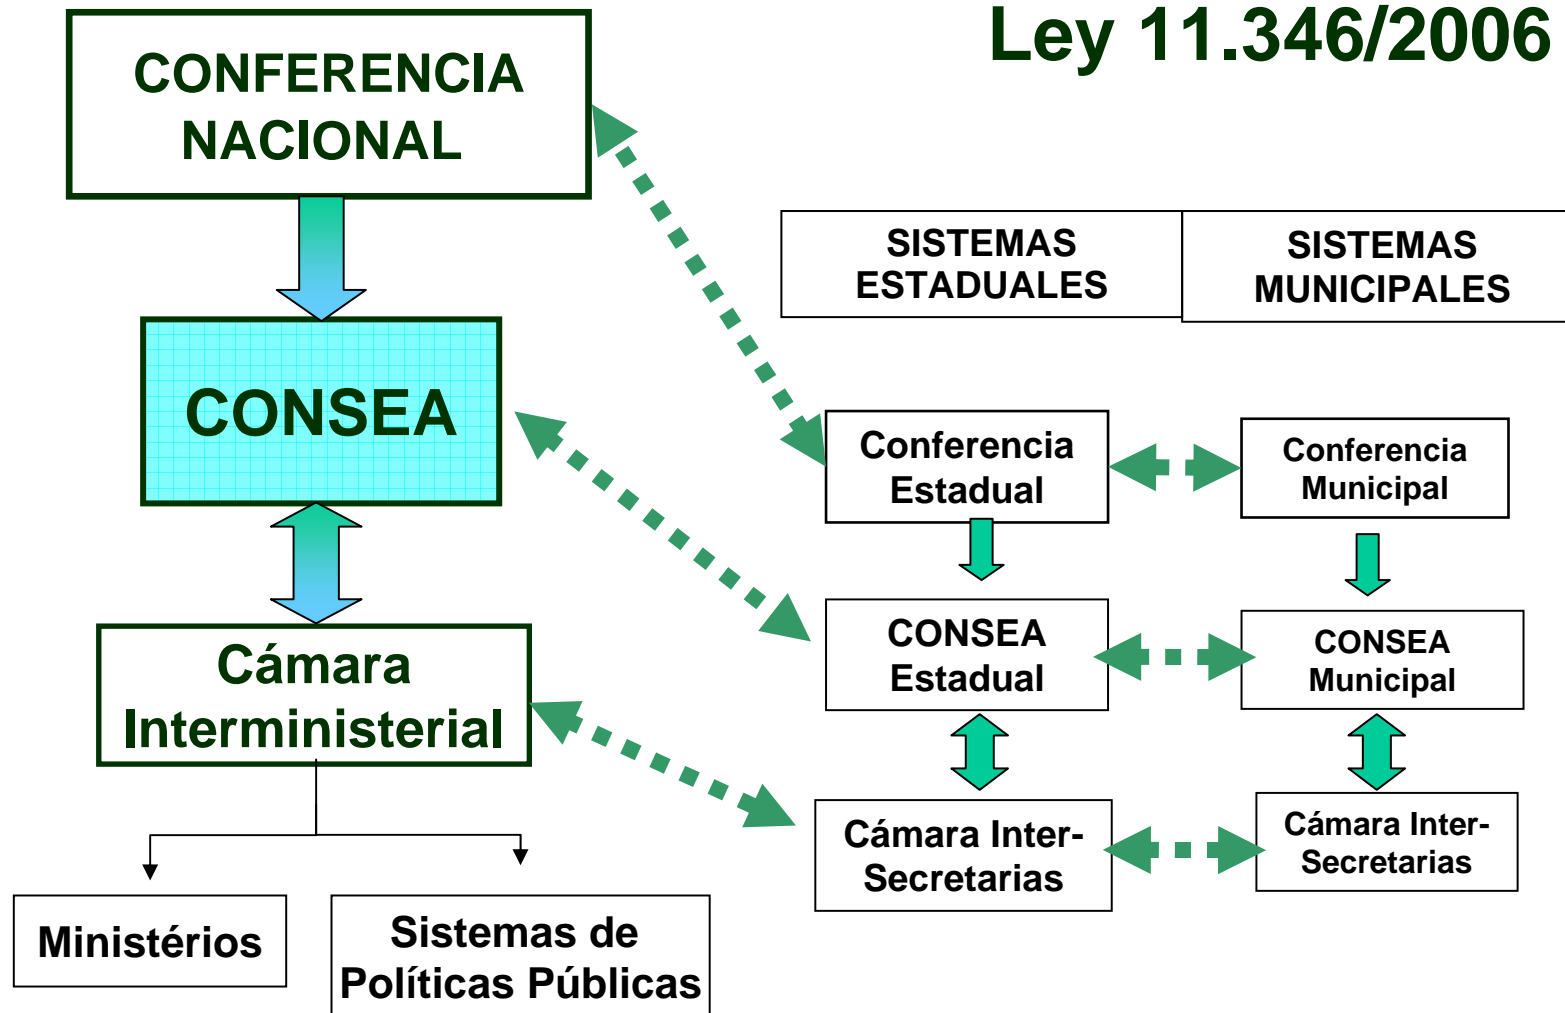 Ley 11.346/2006
CONFERENCIA
NACIONAL
SISTEMAS
ESTADUALES
SISTEMAS
MUNICIPALES
CONSEA
Conferencia
Estadual
Conferencia
Municipal
CONSEA
Estadual
CONSEA
Municipal
Cámara
Interministerial
Cámara Inter-
Secretarias
Cámara Inter-
Secretarias
Ministérios
Sistemas de
Políticas Públicas